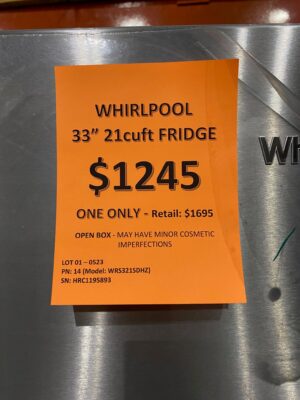 WHIRLPOOL
33” 21cuft FRIDGE
$1245
ONE ONLY - Retail: $1695
OPEN BOX - MAY HAVE MINOR COSMETIC
IMPERFECTIONS
LOT 01 – 0523
PN: 14 (Model: WRS321SDHZ)
SN: HRC1195893
Wh